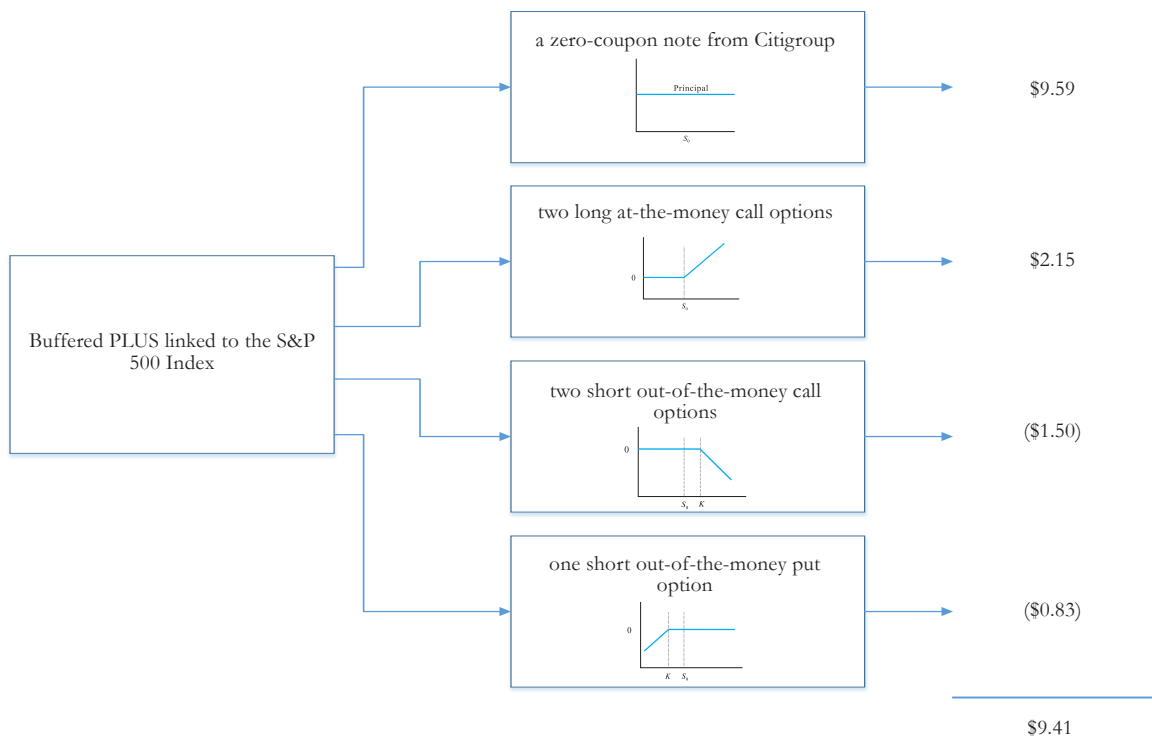 a zero-coupon note from Citigroup
Principal
S₀
$9.59
two long at-the-money call options
0
S₀
$2.15
Buffered PLUS linked to the S&P
500 Index
two short out-of-the-money call
options
0
S₀ K
($1.50)
one short out-of-the-money put
option
0
K S₀
($0.83)
$9.41